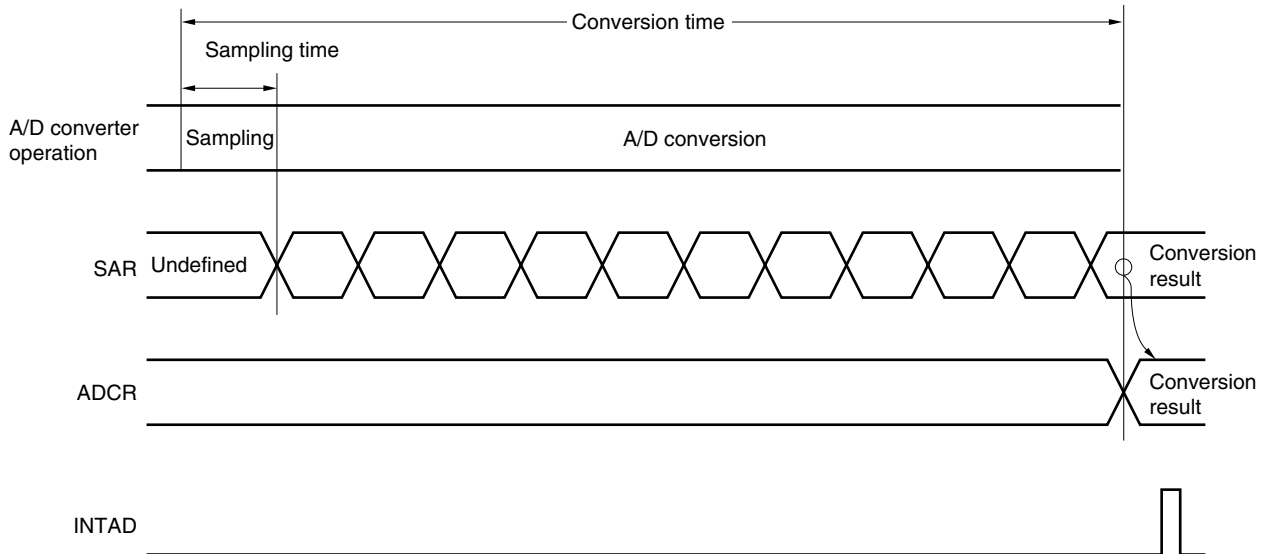 Conversion time
Sampling time
A/D converter
operation
Sampling
A/D conversion
SAR
Undefined
Conversion
result
ADCR
Conversion
result
INTAD